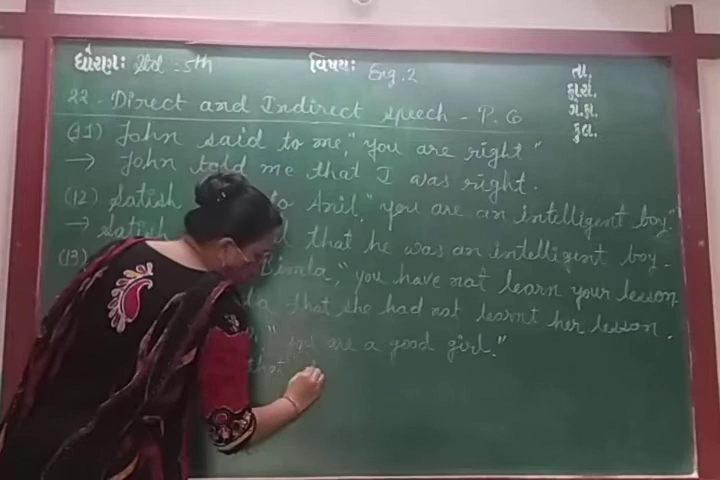 ધોરણ: Std : 5th વિષય: Eng. 2 તા.
22. Direct and Indirect speech - P. G ક્રા.સં.
ગે.હા.
કુલ.
(11) John said to me, "you are right"
→ John told me that I was right.
(12) Satish to Anil, "you are an intelligent boy."
→ Satish that he was an intelligent boy.
(13) Bimla, "you have not learn your lesson
that she had not learnt her lesson.
" you are a good girl."
that